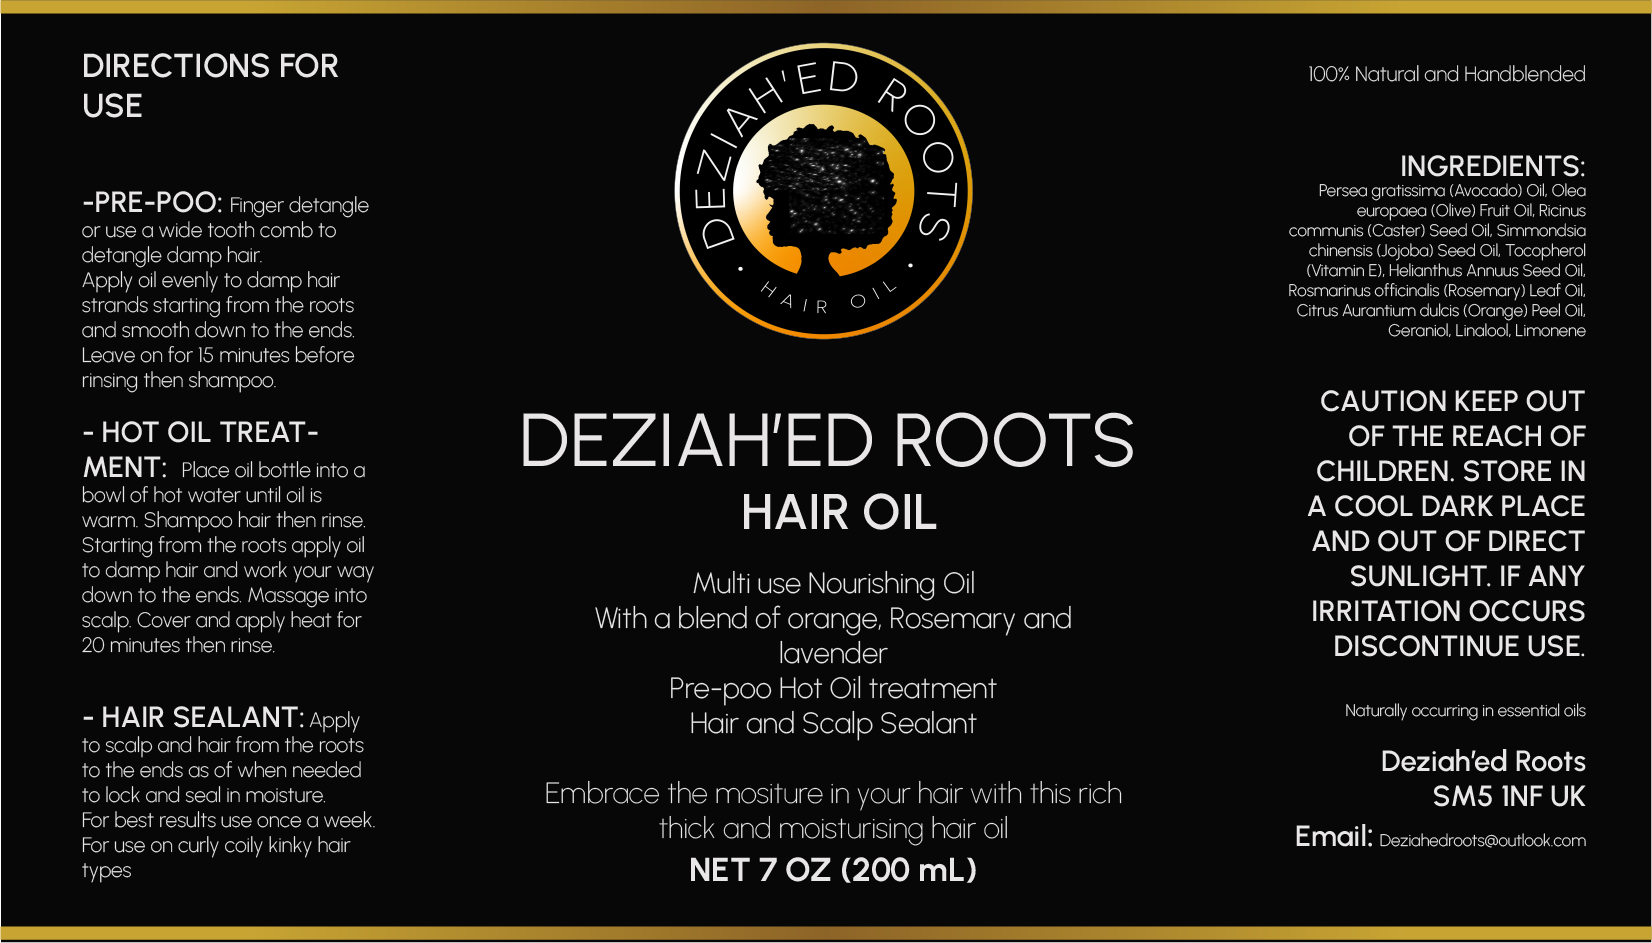 DIRECTIONS FOR
USE
-PRE-POO: Finger detangle
or use a wide tooth comb to
detangle damp hair.
Apply oil evenly to damp hair
strands starting from the roots
and smooth down to the ends.
Leave on for 15 minutes before
rinsing then shampoo.
- HOT OIL TREAT-
MENT: Place oil bottle into a
bowl of hot water until oil is
warm. Shampoo hair then rinse.
Starting from the roots apply oil
to damp hair and work your way
down to the ends. Massage into
scalp. Cover and apply heat for
20 minutes then rinse.
- HAIR SEALANT: Apply
to scalp and hair from the roots
to the ends as of when needed
to lock and seal in moisture.
For best results use once a week.
For use on curly coily kinky hair
types
DEZIAH'ED ROOTS
• HAIR OIL •
DEZIAH'ED ROOTS
HAIR OIL
Multi use Nourishing Oil
With a blend of orange, Rosemary and
lavender
Pre-poo Hot Oil treatment
Hair and Scalp Sealant
Embrace the mositure in your hair with this rich
thick and moisturising hair oil
NET 7 OZ (200 mL)
100% Natural and Handblended
INGREDIENTS:
Persea gratissima (Avocado) Oil, Olea
europaea (Olive) Fruit Oil, Ricinus
communis (Caster) Seed Oil, Simmondsia
chinensis (Jojoba) Seed Oil, Tocopherol
(Vitamin E), Helianthus Annuus Seed Oil,
Rosmarinus officinalis (Rosemary) Leaf Oil,
Citrus Aurantium dulcis (Orange) Peel Oil,
Geraniol, Linalool, Limonene
CAUTION KEEP OUT
OF THE REACH OF
CHILDREN. STORE IN
A COOL DARK PLACE
AND OUT OF DIRECT
SUNLIGHT. IF ANY
IRRITATION OCCURS
DISCONTINUE USE.
Naturally occurring in essential oils
Deziah'ed Roots
SM5 1NF UK
Email: Deziahedroots@outlook.com